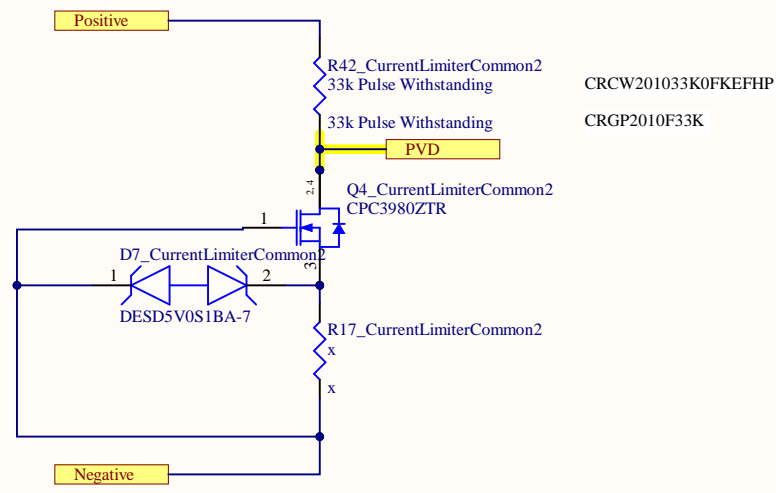 Positive
R42_CurrentLimiterCommon2
33k Pulse Withstanding
CRCW201033K0FKEFHP
33k Pulse Withstanding
CRGP2010F33K
PVD
2, 4
Q4_CurrentLimiterCommon2
CPC3980ZTR
1
3
D7_CurrentLimiterCommon2
1
2
DESD5V0S1BA-7
R17_CurrentLimiterCommon2
x
x
Negative